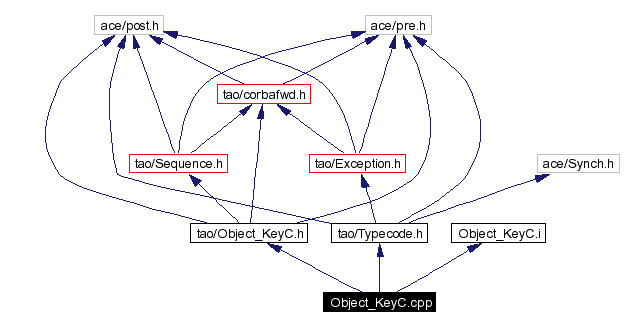 ace/post.h
ace/pre.h
tao/corbafwd.h
tao/Sequence.h
tao/Exception.h
ace/Synch.h
tao/Object_KeyC.h
tao/Typecode.h
Object_KeyC.i
Object_KeyC.cpp